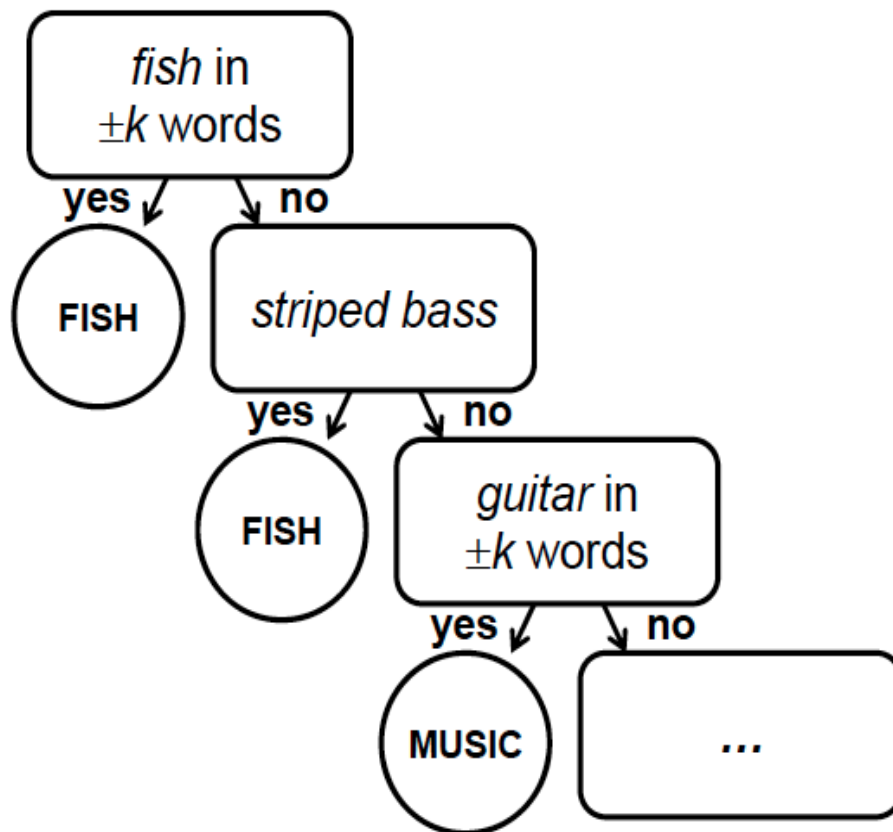 fish in
±k words
yes
no
FISH
striped bass
yes
no
FISH
guitar in
±k words
yes
no
MUSIC
...